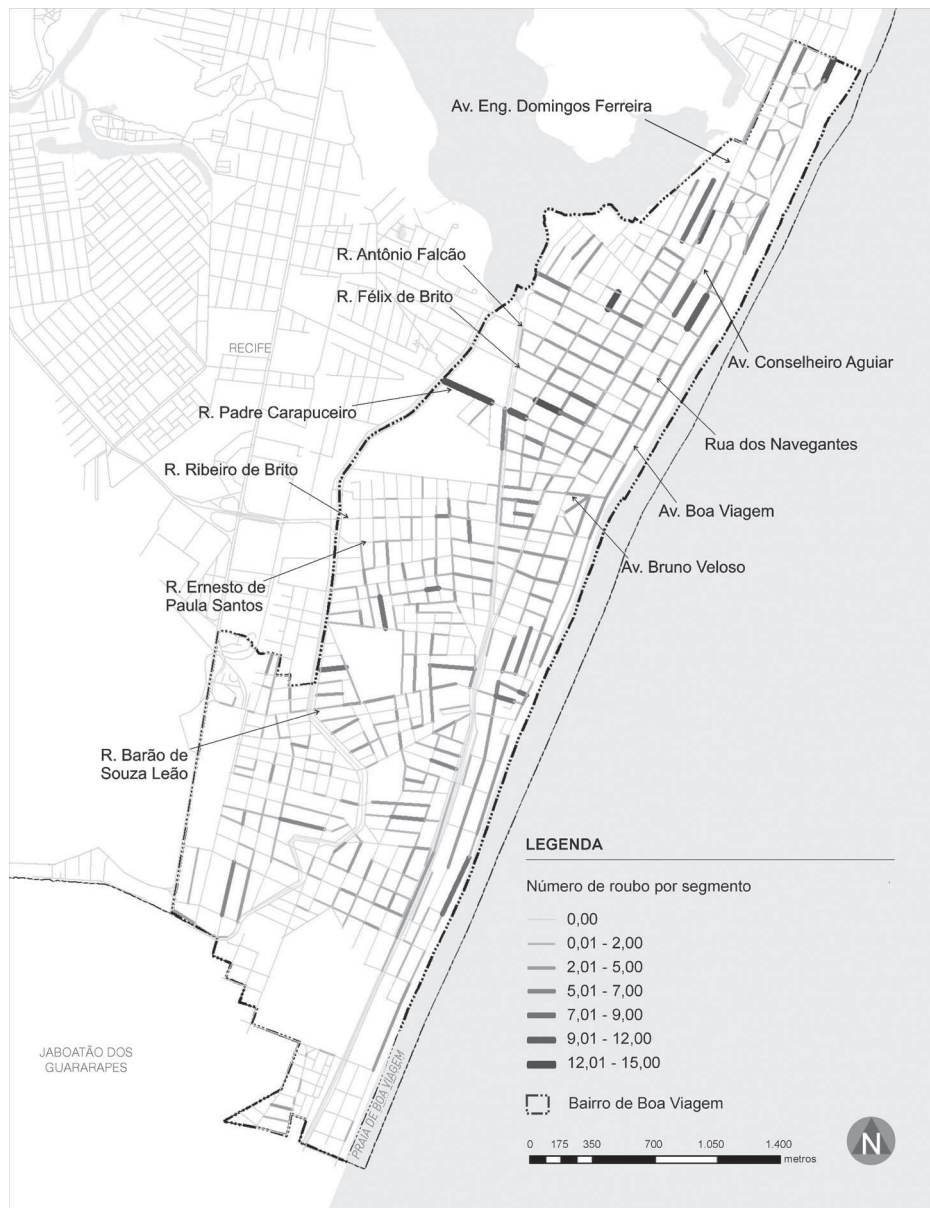 Av. Eng. Domingos Ferreira
R. Antônio Falcão
R. Félix de Brito
RECIFE
Av. Conselheiro Aguiar
R. Padre Carapuceiro
Rua dos Navegantes
R. Ribeiro de Brito
Av. Boa Viagem
Av. Bruno Veloso
R. Ernesto de
Paula Santos
R. Barão de
Souza Leão
LEGENDA
Número de roubo por segmento
0,00
0,01 - 2,00
2,01 - 5,00
5,01 - 7,00
7,01 - 9,00
9,01 - 12,00
12,01 - 15,00
Bairro de Boa Viagem
JABOATÃO DOS
GUARARAPES
PRAIA DE BOA VIAGEM
0 175 350 700 1.050 1.400
metros
N